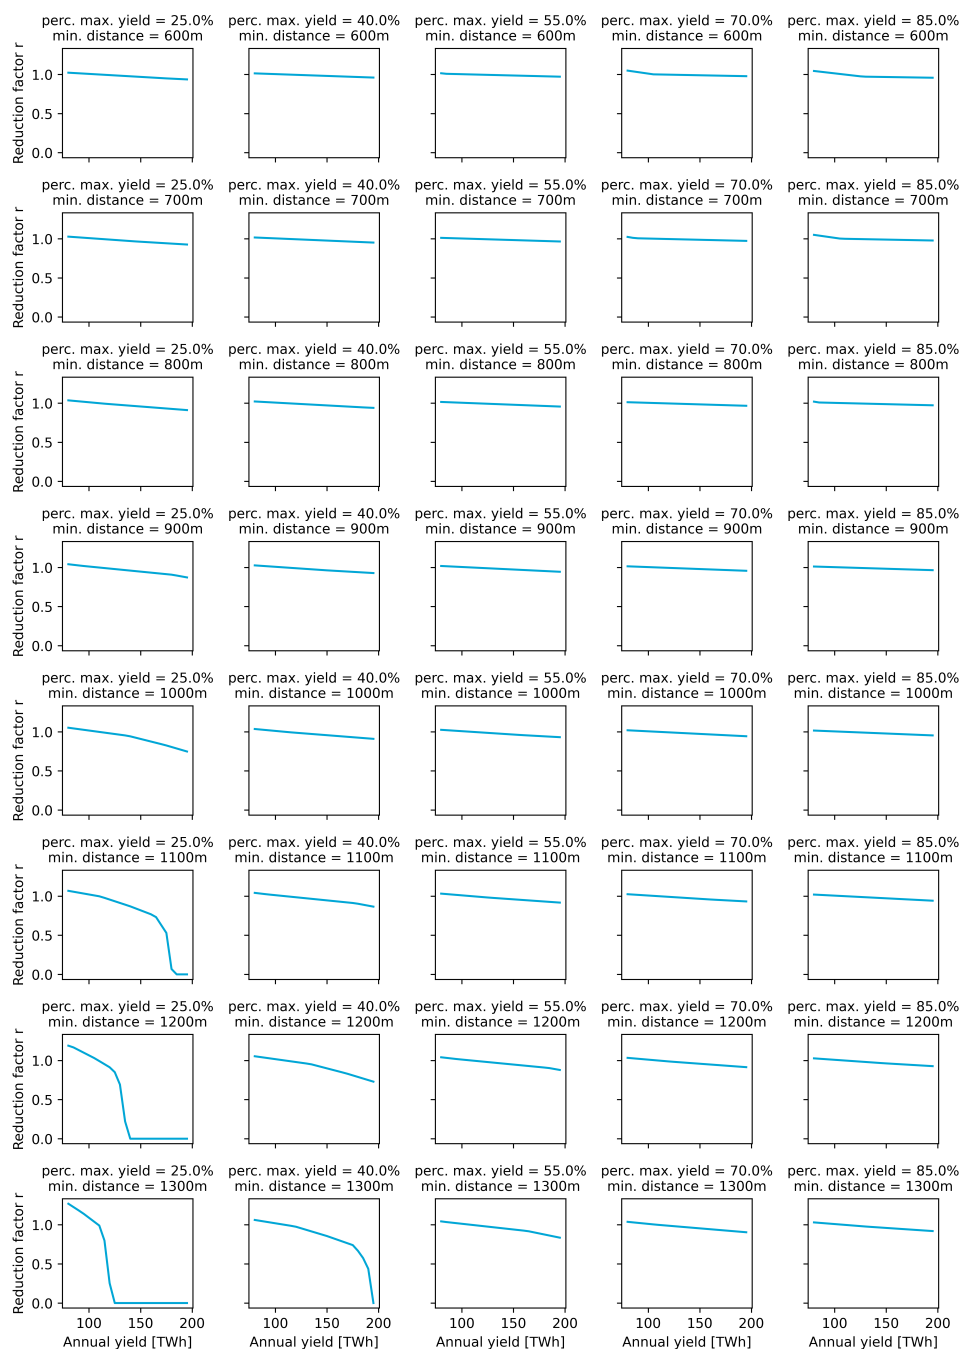 perc. max. yield = 25.0%
min. distance = 600m
perc. max. yield = 40.0%
min. distance = 600m
perc. max. yield = 55.0%
min. distance = 600m
perc. max. yield = 70.0%
min. distance = 600m
perc. max. yield = 85.0%
min. distance = 600m
Reduction factor r
1.0
0.5
0.0
perc. max. yield = 25.0%
min. distance = 700m
perc. max. yield = 40.0%
min. distance = 700m
perc. max. yield = 55.0%
min. distance = 700m
perc. max. yield = 70.0%
min. distance = 700m
perc. max. yield = 85.0%
min. distance = 700m
Reduction factor r
1.0
0.5
0.0
perc. max. yield = 25.0%
min. distance = 800m
perc. max. yield = 40.0%
min. distance = 800m
perc. max. yield = 55.0%
min. distance = 800m
perc. max. yield = 70.0%
min. distance = 800m
perc. max. yield = 85.0%
min. distance = 800m
Reduction factor r
1.0
0.5
0.0
perc. max. yield = 25.0%
min. distance = 900m
perc. max. yield = 40.0%
min. distance = 900m
perc. max. yield = 55.0%
min. distance = 900m
perc. max. yield = 70.0%
min. distance = 900m
perc. max. yield = 85.0%
min. distance = 900m
Reduction factor r
1.0
0.5
0.0
perc. max. yield = 25.0%
min. distance = 1000m
perc. max. yield = 40.0%
min. distance = 1000m
perc. max. yield = 55.0%
min. distance = 1000m
perc. max. yield = 70.0%
min. distance = 1000m
perc. max. yield = 85.0%
min. distance = 1000m
Reduction factor r
1.0
0.5
0.0
perc. max. yield = 25.0%
min. distance = 1100m
perc. max. yield = 40.0%
min. distance = 1100m
perc. max. yield = 55.0%
min. distance = 1100m
perc. max. yield = 70.0%
min. distance = 1100m
perc. max. yield = 85.0%
min. distance = 1100m
Reduction factor r
1.0
0.5
0.0
perc. max. yield = 25.0%
min. distance = 1200m
perc. max. yield = 40.0%
min. distance = 1200m
perc. max. yield = 55.0%
min. distance = 1200m
perc. max. yield = 70.0%
min. distance = 1200m
perc. max. yield = 85.0%
min. distance = 1200m
Reduction factor r
1.0
0.5
0.0
perc. max. yield = 25.0%
min. distance = 1300m
perc. max. yield = 40.0%
min. distance = 1300m
perc. max. yield = 55.0%
min. distance = 1300m
perc. max. yield = 70.0%
min. distance = 1300m
perc. max. yield = 85.0%
min. distance = 1300m
Reduction factor r
1.0
0.5
0.0
100 150 200
Annual yield [TWh]
100 150 200
Annual yield [TWh]
100 150 200
Annual yield [TWh]
100 150 200
Annual yield [TWh]
100 150 200
Annual yield [TWh]